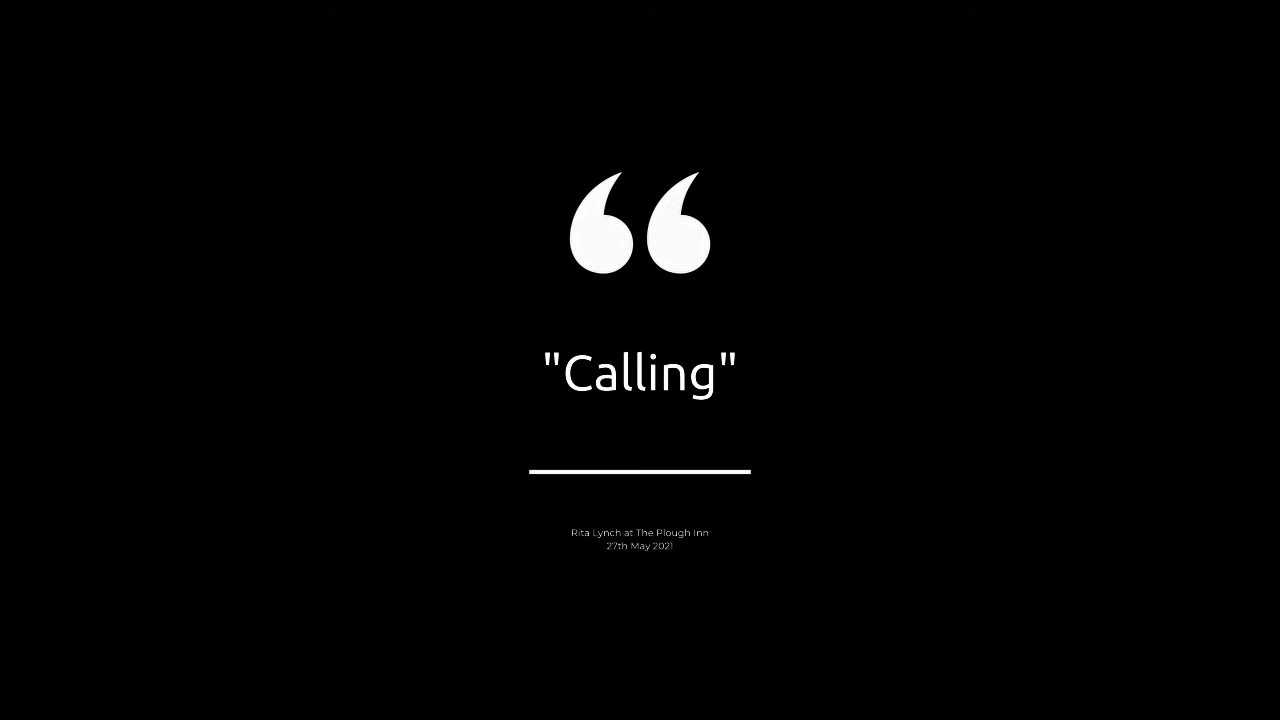 “
"Calling"
Rita Lynch at The Plough Inn
27th May 2021